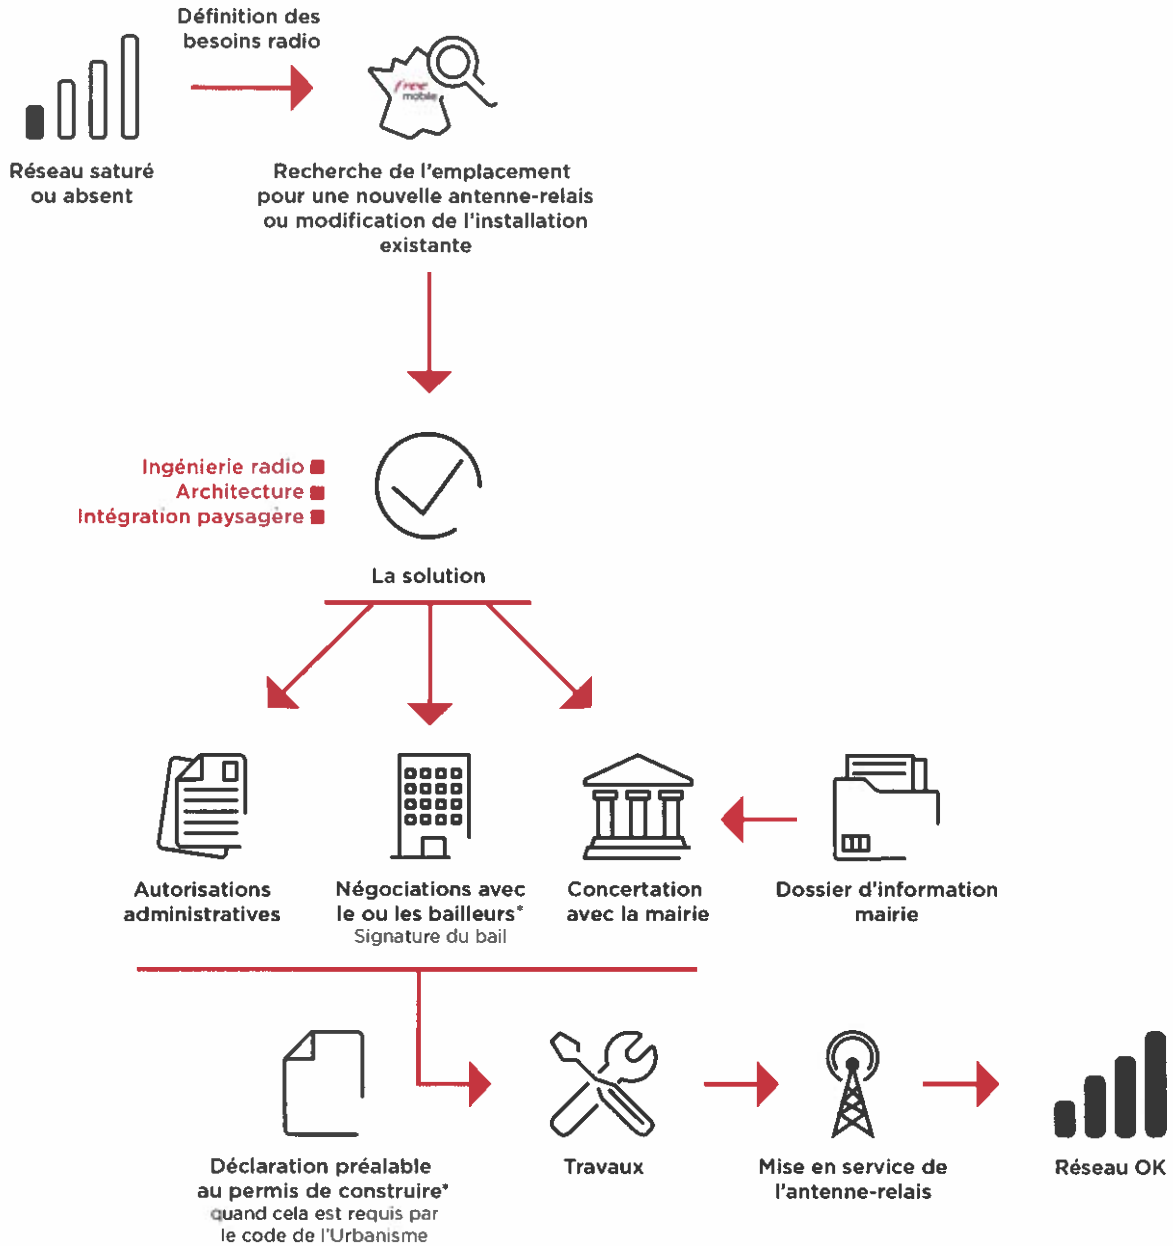 Définition des
besoins radio
free
mobile
Réseau saturé
ou absent
Recherche de l'emplacement
pour une nouvelle antenne-relais
ou modification de l'installation
existante
Ingénierie radio
Architecture
Intégration paysagère
La solution
Autorisations
administratives
Négociations avec
le ou les bailleurs*
Signature du bail
Concertation
avec la mairie
Dossier d'information
mairie
Déclaration préalable
au permis de construire*
quand cela est requis par
le code de l'Urbanisme
Travaux
Mise en service de
l'antenne-relais
Réseau OK